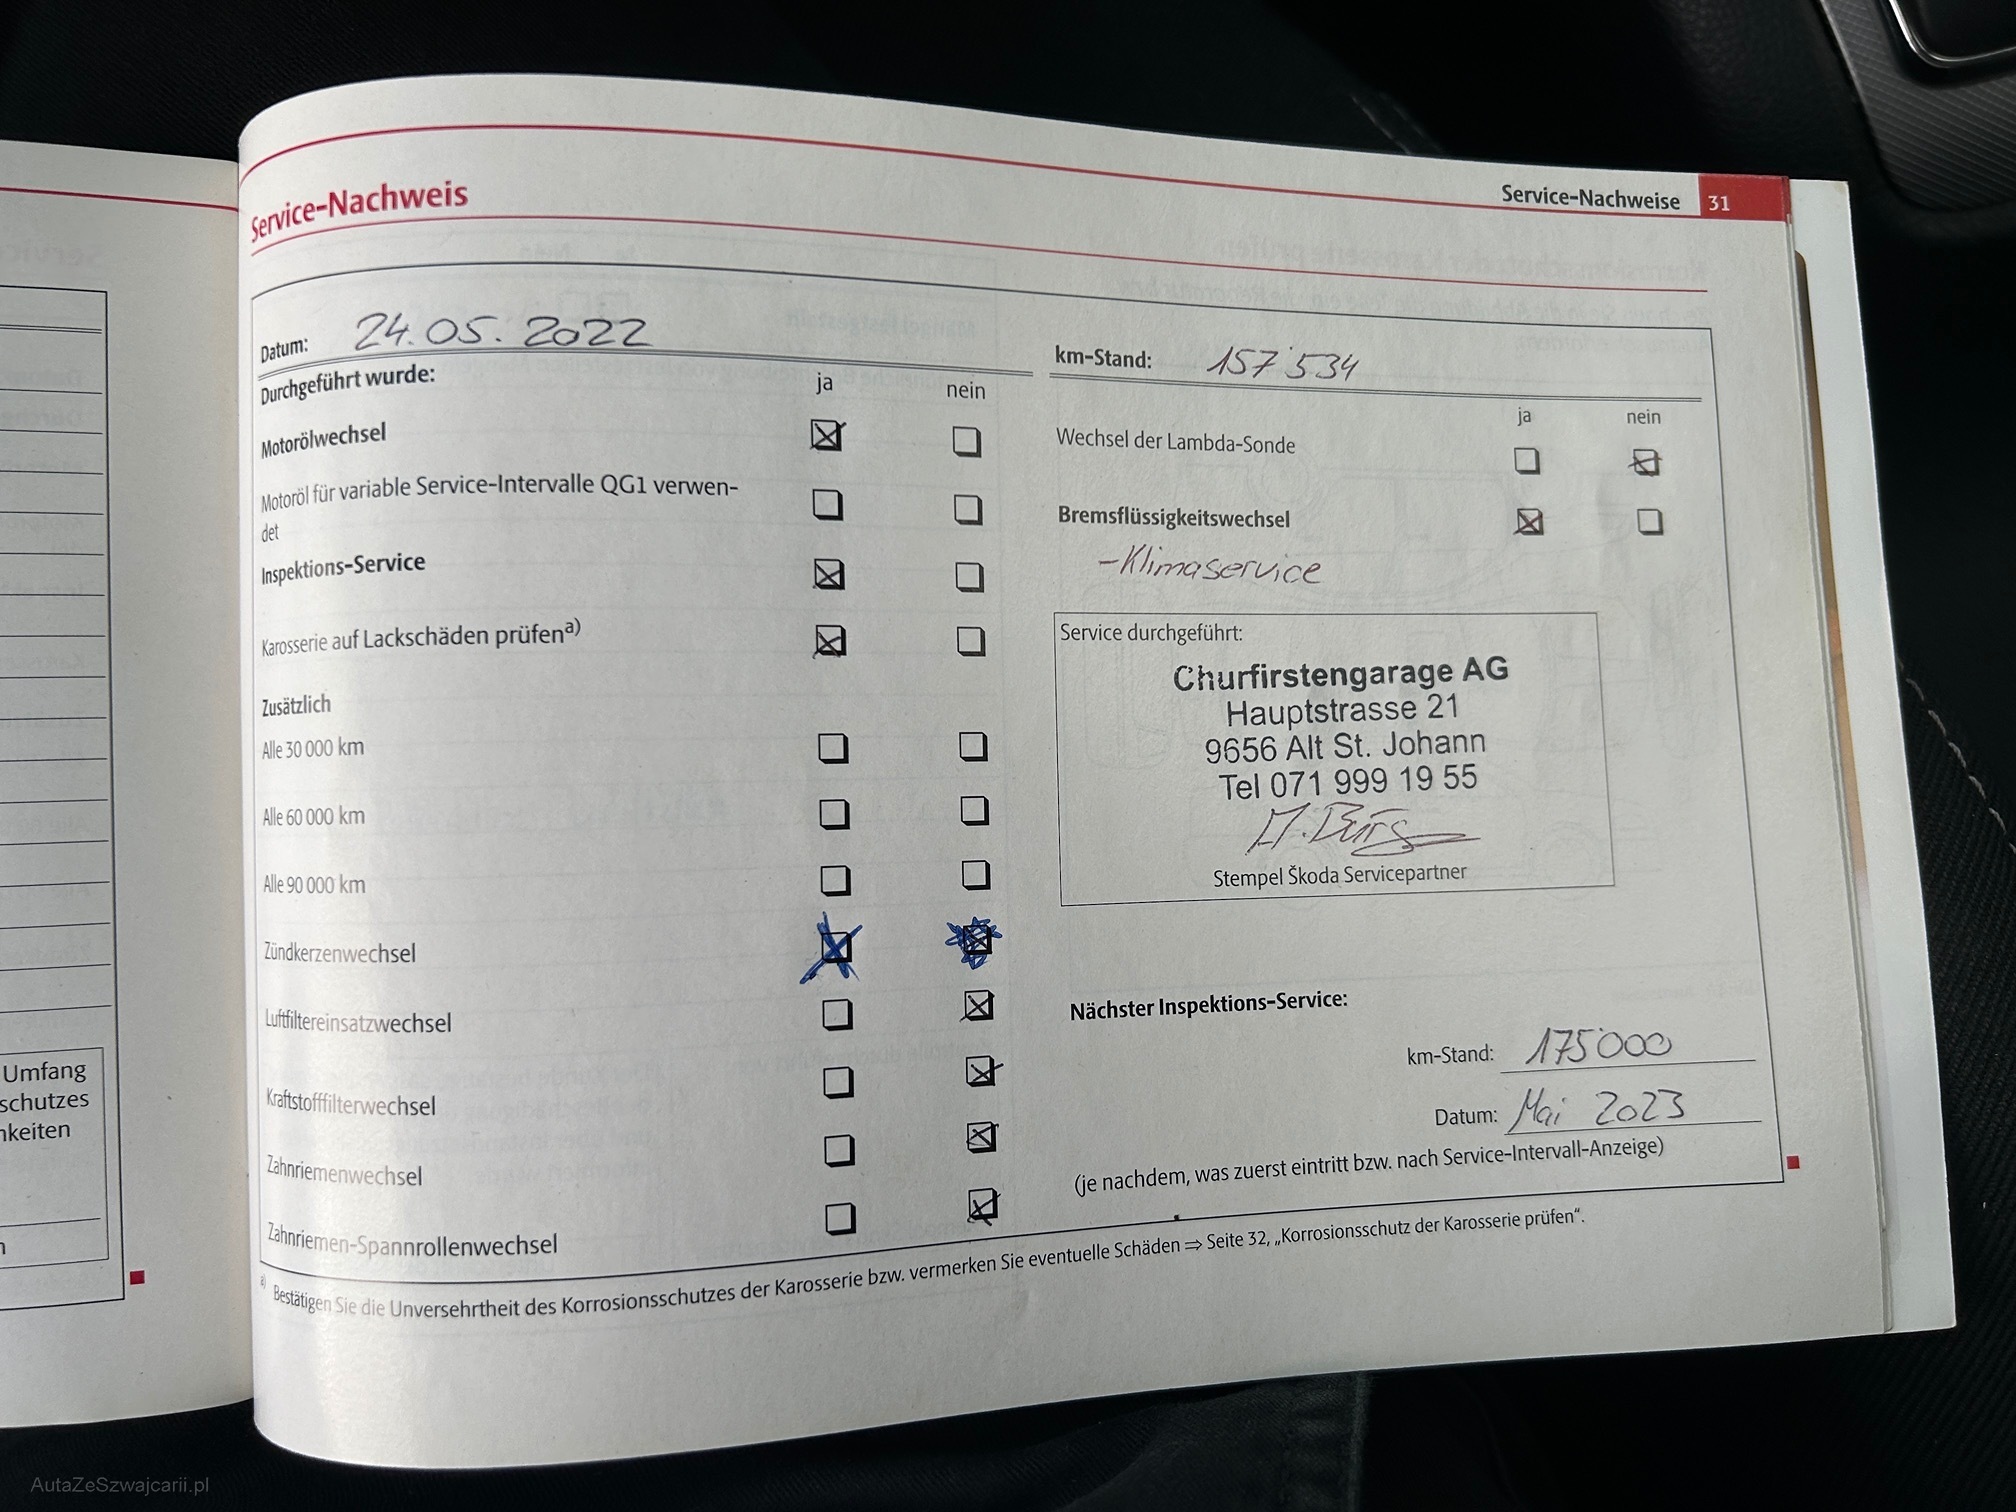 Service-Nachweise 31
Service-Nachweis
Datum: 24.05.2022
Durchgeführt wurde: ja nein
Motorölwechsel
Motoröl für variable Service-Intervalle QG1 verwen-
det
Inspektions-Service
Karosserie auf Lackschäden prüfen a)
Zusätzlich
Alle 30 000 km
Alle 60 000 km
Alle 90 000 km
Zündkerzenwechsel
Luftfiltereinsatzwechsel
Kraftstofffilterwechsel
Zahnriemenwechsel
Zahnriemen-Spannrollenwechsel
km-Stand: 157'534
ja nein
Wechsel der Lambda-Sonde
Bremsflüssigkeitswechsel
-Klimaservice
Service durchgeführt:
Churfirstengarage AG
Hauptstrasse 21
9656 Alt St. Johann
Tel 071 999 19 55
Stempel Škoda Servicepartner
Nächster Inspektions-Service:
km-Stand: 175'000
Datum: Mai 2023
(je nachdem, was zuerst eintritt bzw. nach Service-Intervall-Anzeige)
a) Bestätigen Sie die Unversehrtheit des Korrosionsschutzes der Karosserie bzw. vermerken Sie eventuelle Schäden ⇒ Seite 32, „Korrosionsschutz der Karosserie prüfen“.
Umfang
schutzes
keiten
AutaZeSzwajcarii.pl